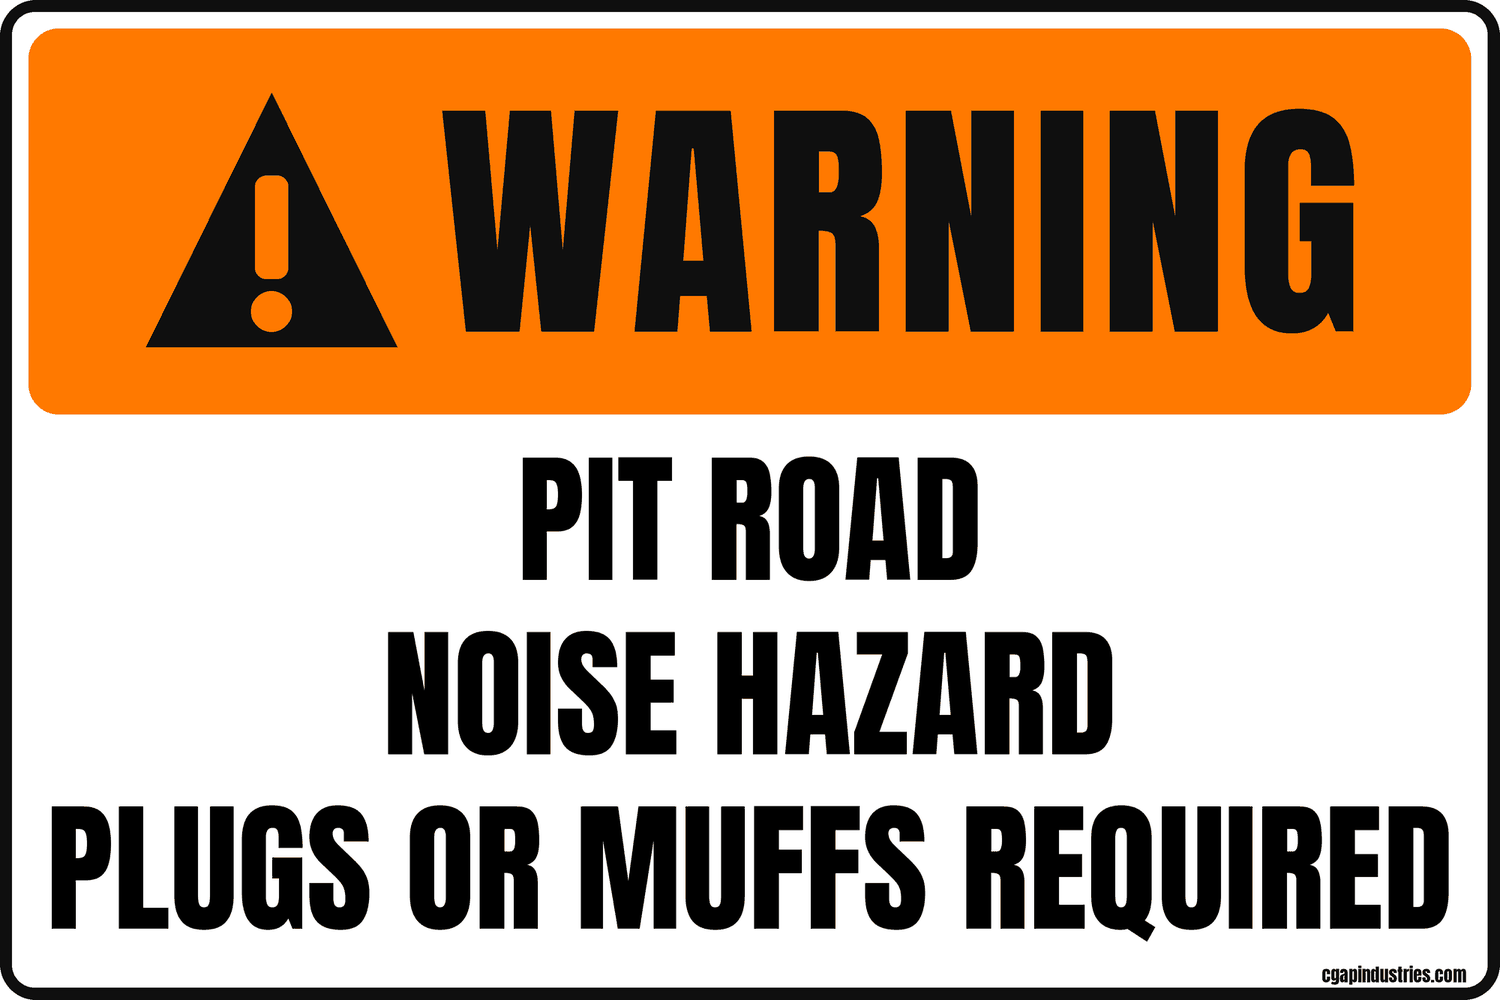 WARNING
PIT ROAD
NOISE HAZARD
PLUGS OR MUFFS REQUIRED
cgapindustries.com